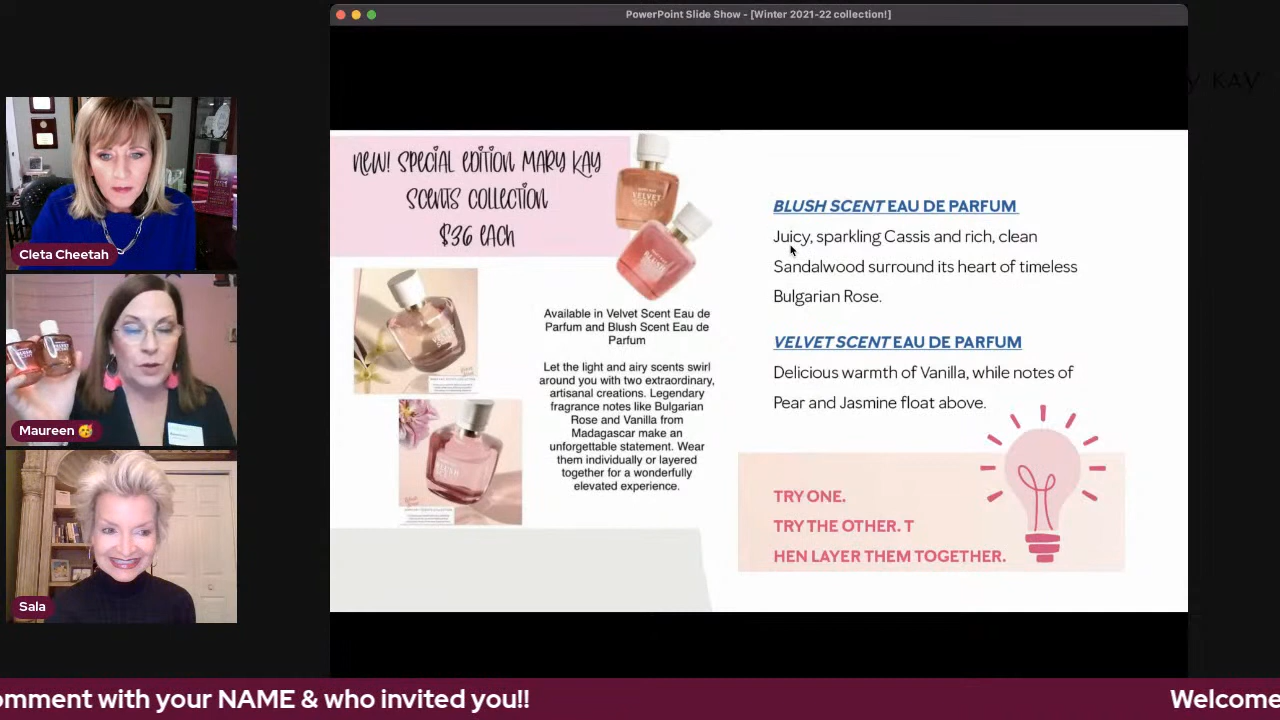 PowerPoint Slide Show - [Winter 2021-22 collection!]
Y KAY
Cleta Cheetah
Maureen 🥳
Sala
NEW! SPECIAL EDITION MARY KAY
SCENTS COLLECTION
$36 EACH
VELVET
SCENT
BLUSH
Available in Velvet Scent Eau de
Parfum and Blush Scent Eau de
Parfum
Let the light and airy scents swirl
around you with two extraordinary,
artisanal creations. Legendary
fragrance notes like Bulgarian
Rose and Vanilla from
Madagascar make an
unforgettable statement. Wear
them individually or layered
together for a wonderfully
elevated experience.
BLUSH SCENT EAU DE PARFUM
Juicy, sparkling Cassis and rich, clean
Sandalwood surround its heart of timeless
Bulgarian Rose.
VELVET SCENT EAU DE PARFUM
Delicious warmth of Vanilla, while notes of
Pear and Jasmine float above.
TRY ONE.
TRY THE OTHER. T
HEN LAYER THEM TOGETHER.
omment with your NAME & who invited you!!
Welcome